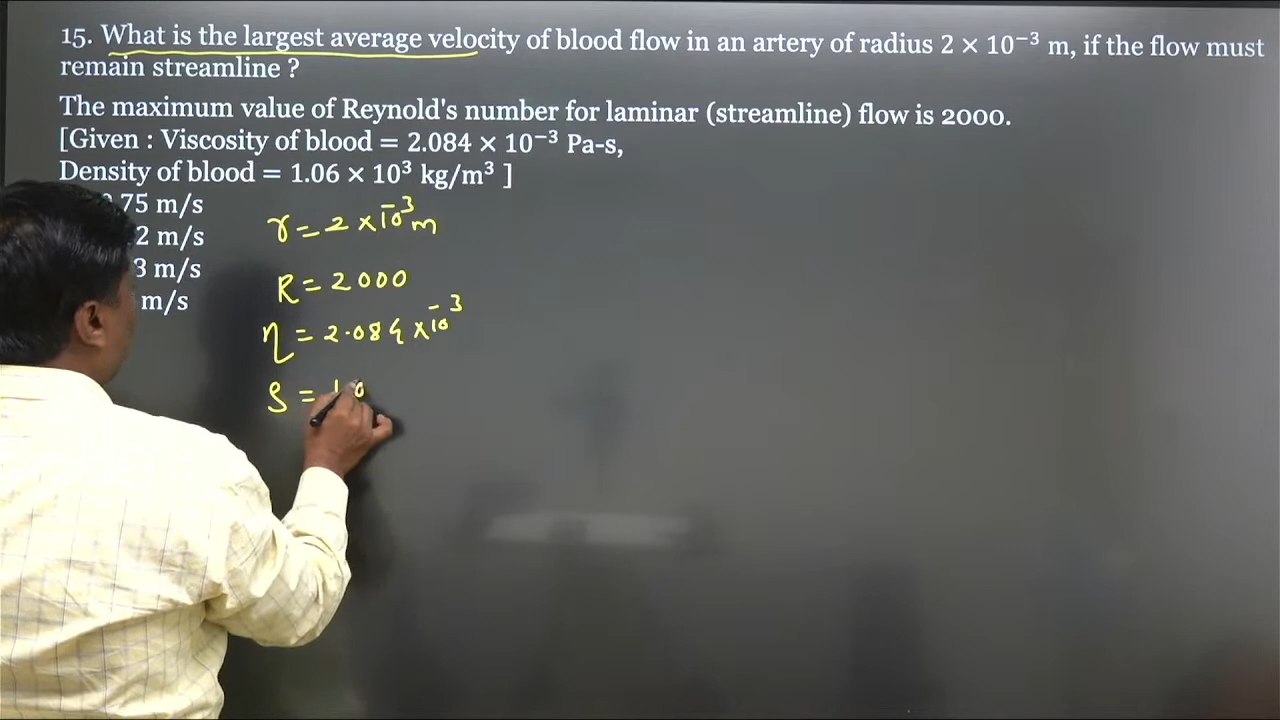 15. What is the largest average velocity of blood flow in an artery of radius 2 × 10⁻³ m, if the flow must
remain streamline ?
The maximum value of Reynold's number for laminar (streamline) flow is 2000.
[Given : Viscosity of blood = 2.084 × 10⁻³ Pa-s,
Density of blood = 1.06 × 10³ kg/m³ ]
75 m/s
2 m/s
3 m/s
m/s
r = 2 × 10⁻³ m
R = 2000
η = 2.084 × 10⁻³
ρ = 1.0